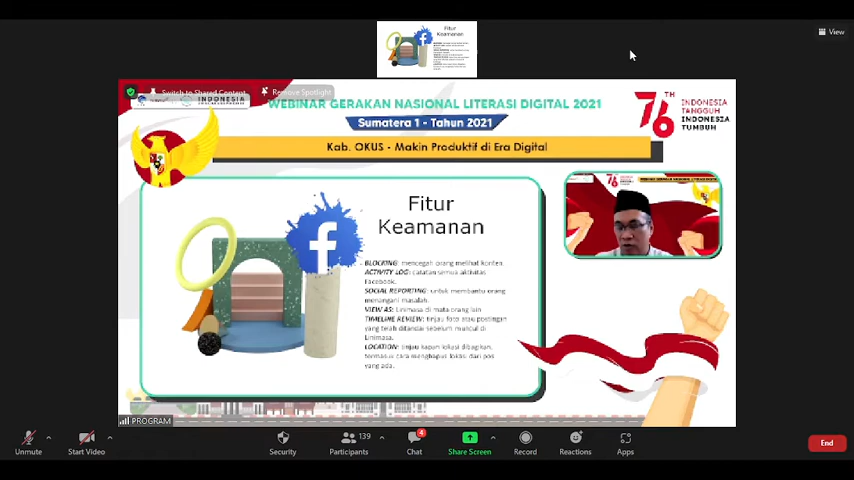 Fitur
Keamanan
View
Switch to Shared Content
Remove Spotlight
INDONESIA
WEBINAR GERAKAN NASIONAL LITERASI DIGITAL 2021
Sumatera 1 - Tahun 2021
Kab. OKUS - Makin Produktif di Era Digital
76 TH
INDONESIA
TANGGUH
INDONESIA
TUMBUH
Fitur
Keamanan
BLOCKING: mencegah orang melihat konten.
ACTIVITY LOG: catatan semua aktivitas
Facebook.
SOCIAL REPORTING: untuk membantu orang
menangani masalah.
VIEW AS: Linimasa di mata orang lain
TIMELINE REVIEW: tinjau foto atau postingan
yang telah ditandai sebelum muncul di
Linimasa.
LOCATION: tinjau kapan lokasi dibagikan,
termasuk cara menghapus lokasi dari pos
yang ada.
PROGRAM
Unmute
Start Video
Security
139
Participants
4
Chat
Share Screen
Record
Reactions
Apps
End